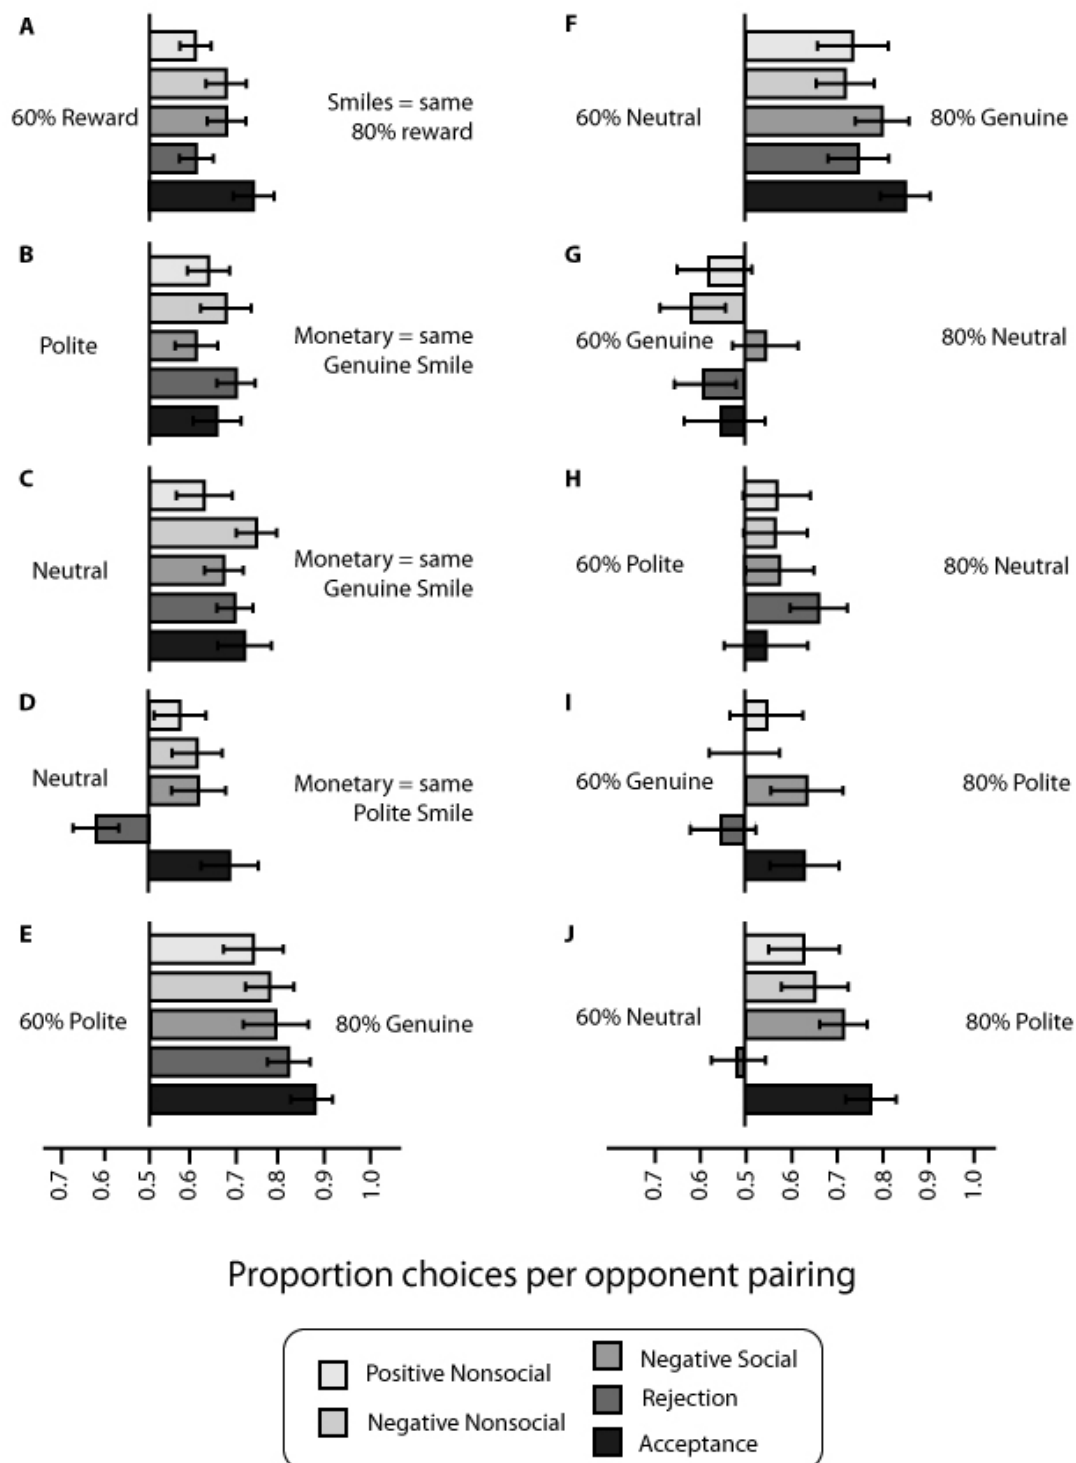 A
60% Reward
Smiles = same
80% reward
B
Polite
Monetary = same
Genuine Smile
C
Neutral
Monetary = same
Genuine Smile
D
Neutral
Monetary = same
Polite Smile
E
60% Polite
80% Genuine
0.7 0.6 0.5 0.6 0.7 0.8 0.9 1.0
F
60% Neutral
80% Genuine
G
60% Genuine
80% Neutral
H
60% Polite
80% Neutral
I
60% Genuine
80% Polite
J
60% Neutral
80% Polite
0.7 0.6 0.5 0.6 0.7 0.8 0.9 1.0
Proportion choices per opponent pairing
Positive Nonsocial
Negative Nonsocial
Negative Social
Rejection
Acceptance